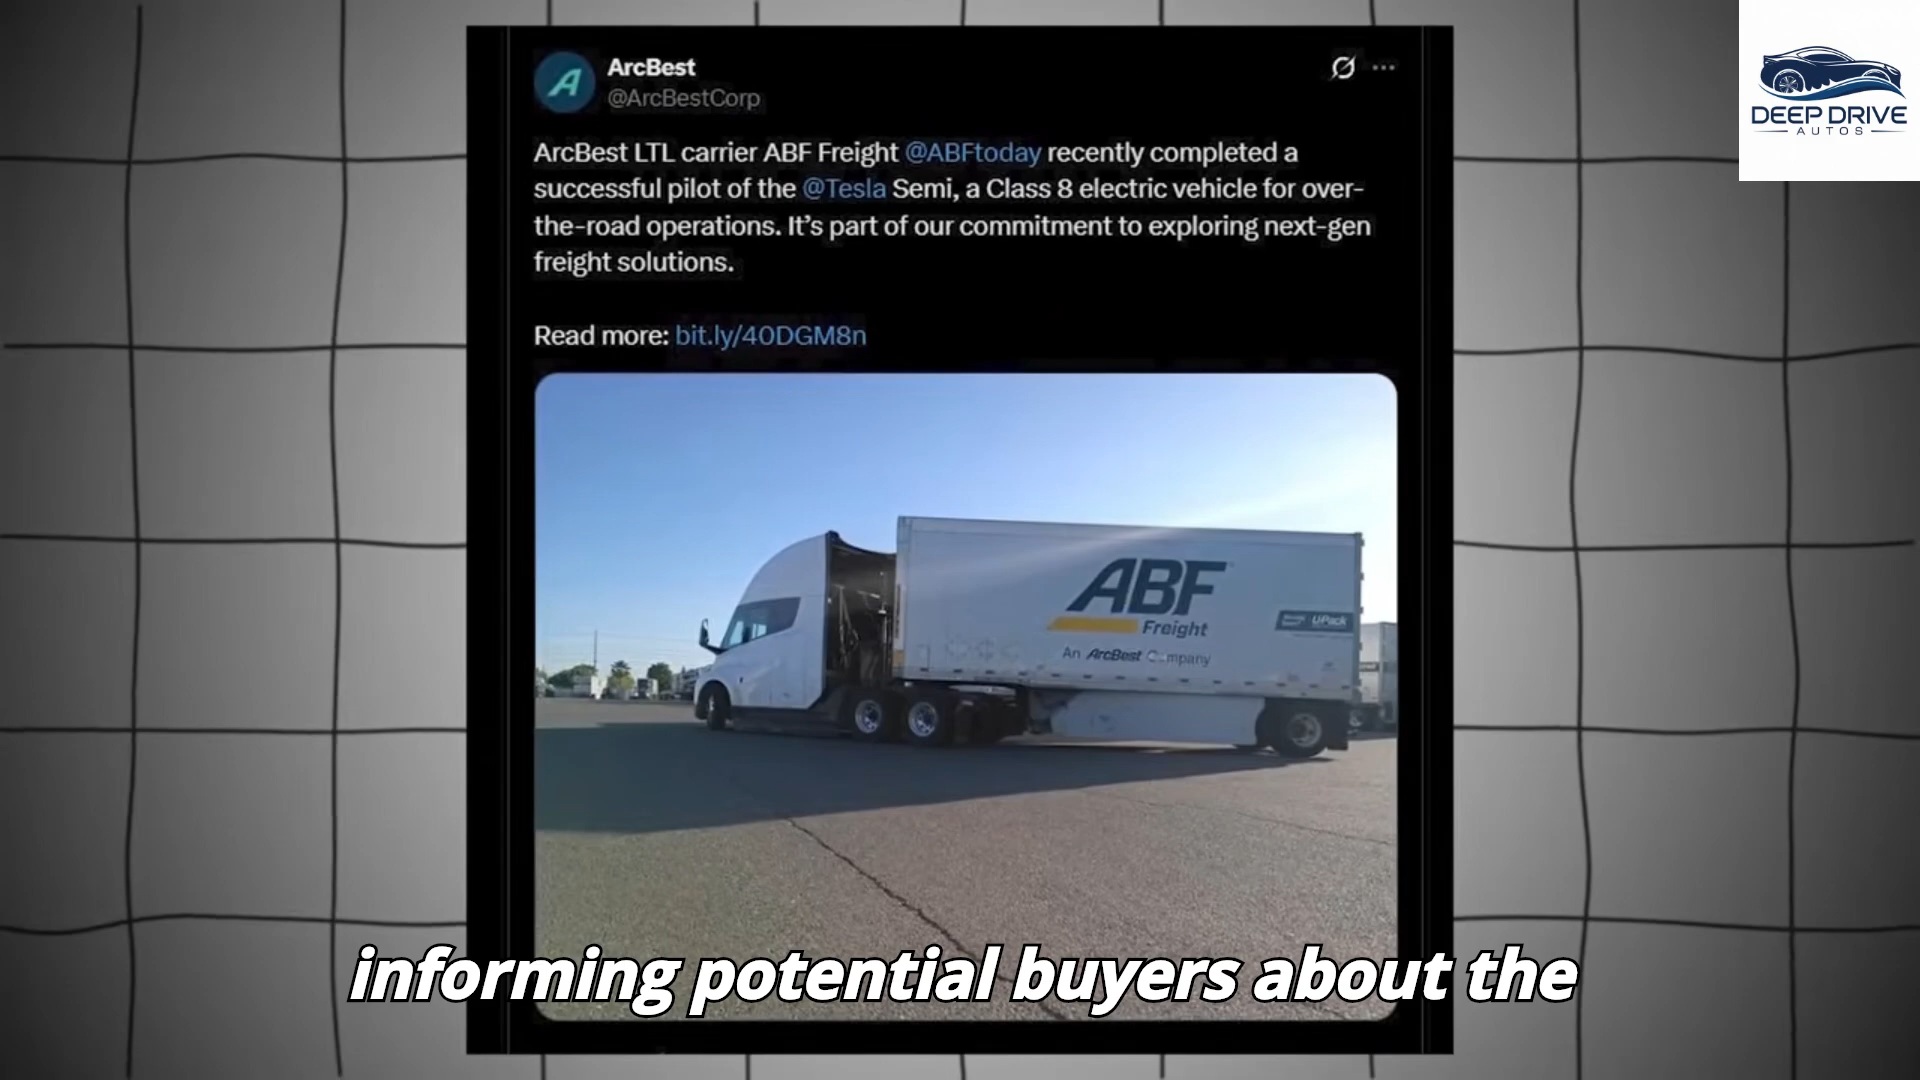 ArcBest
@ArcBestCorp
ArcBest LTL carrier ABF Freight @ABFtoday recently completed a
successful pilot of the @Tesla Semi, a Class 8 electric vehicle for over-
the-road operations. It's part of our commitment to exploring next-gen
freight solutions.
Read more: bit.ly/40DGM8n
ABF
Freight
An ArcBest Company
UPack
informing potential buyers about the
DEEP DRIVE
AUTOS